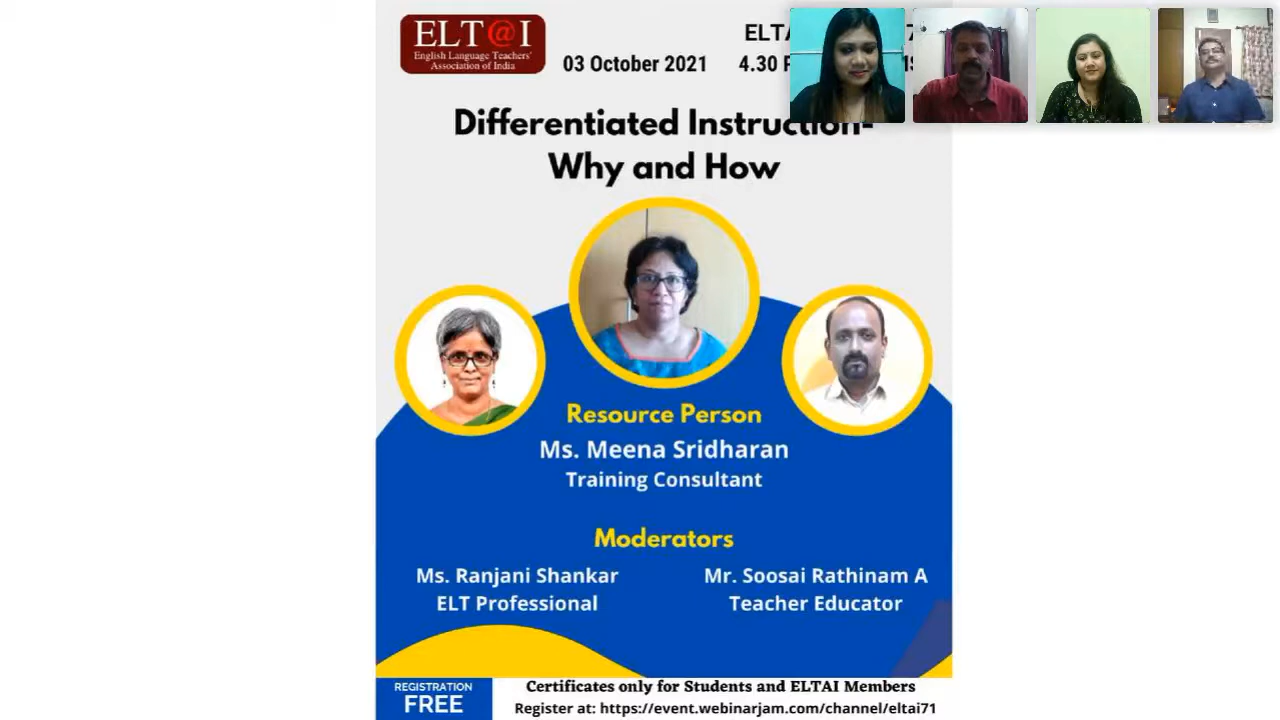 ELT@I
English Language Teachers'
Association of India
03 October 2021
4.30
Differentiated Instruction-
Why and How
Resource Person
Ms. Meena Sridharan
Training Consultant
Moderators
Ms. Ranjani Shankar
Mr. Soosai Rathinam A
ELT Professional
Teacher Educator
REGISTRATION
FREE
Certificates only for Students and ELTAI Members
Register at: https://event.webinarjam.com/channel/eltai71